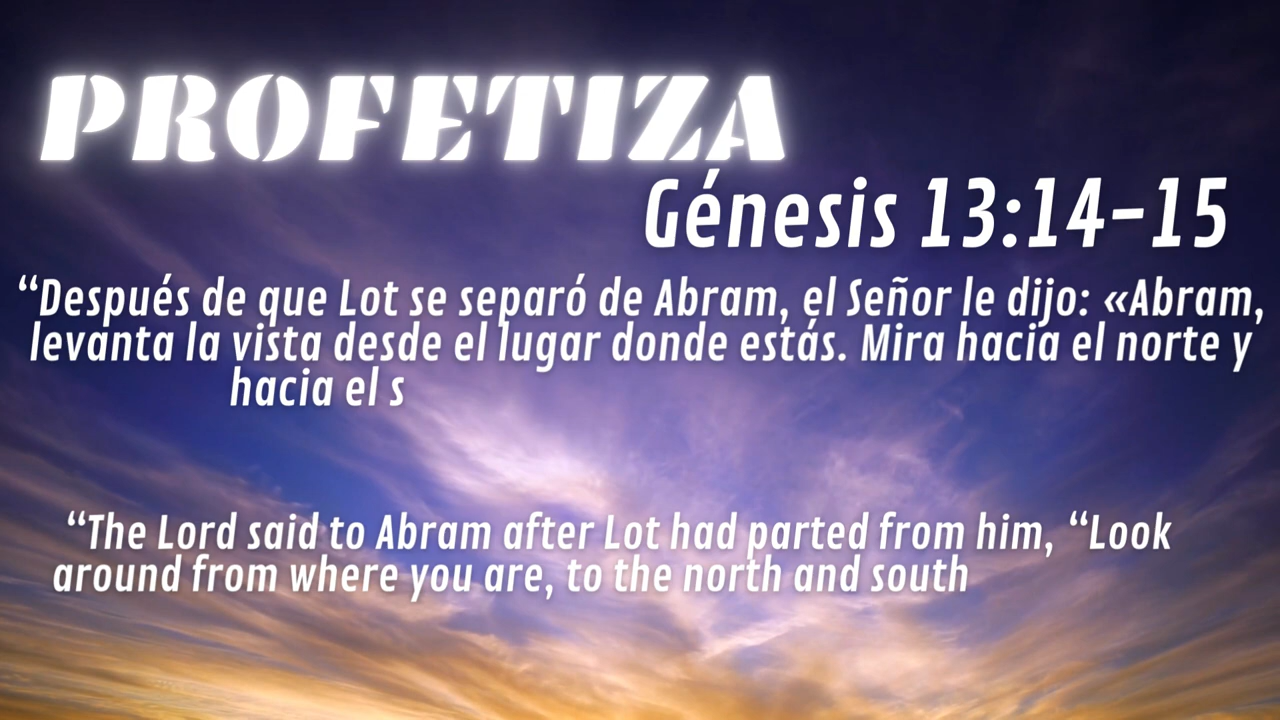 PROFETIZA
Génesis 13:14-15
“Después de que Lot se separó de Abram, el Señor le dijo: «Abram,
levanta la vista desde el lugar donde estás. Mira hacia el norte y
hacia el s
“The Lord said to Abram after Lot had parted from him, “Look
around from where you are, to the north and south